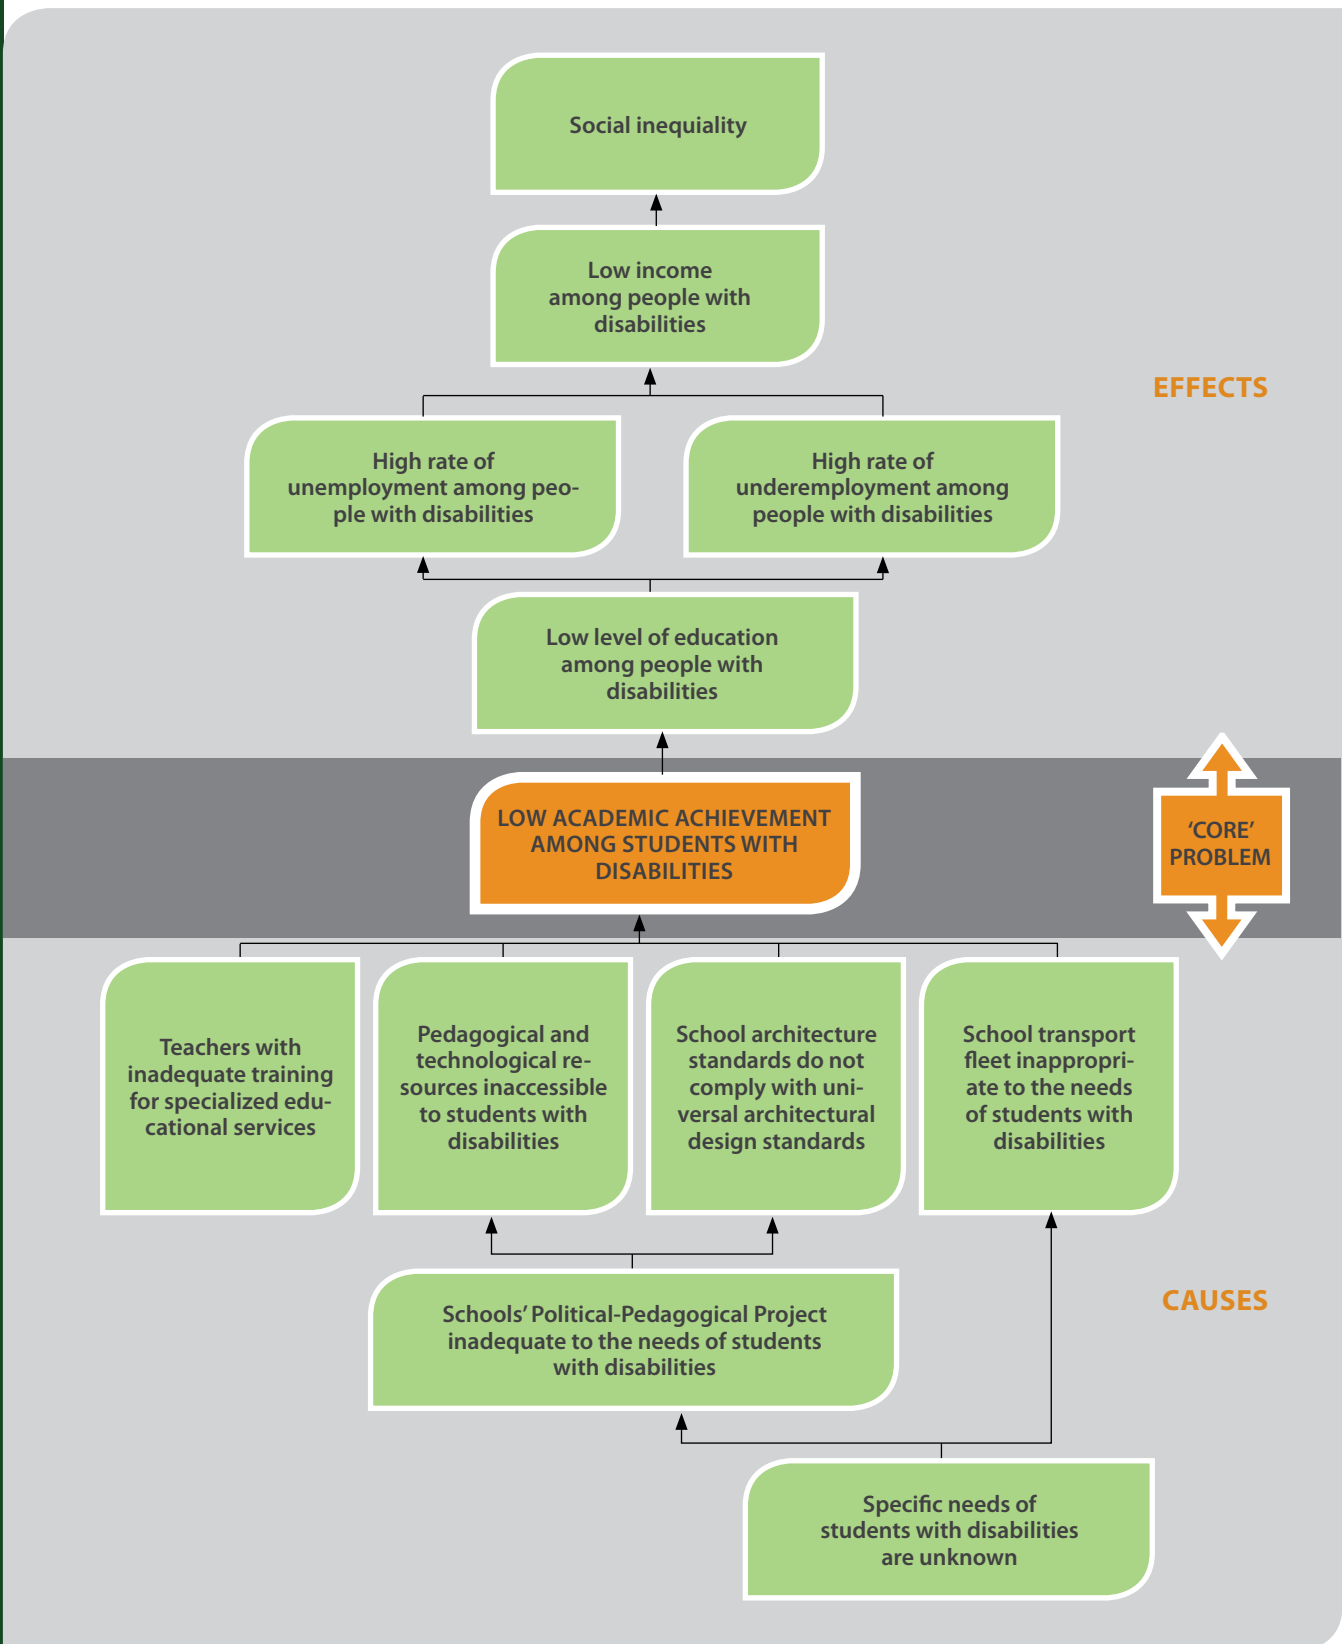 Social inequiality
Low income
among people with
disabilities
EFFECTS
High rate of
unemployment among peo-
ple with disabilities
High rate of
underemployment among
people with disabilities
Low level of education
among people with
disabilities
LOW ACADEMIC ACHIEVEMENT
AMONG STUDENTS WITH
DISABILITIES
‘CORE’
PROBLEM
Teachers with
inadequate training
for specialized edu-
cational services
Pedagogical and
technological re-
sources inaccessible
to students with
disabilities
School architecture
standards do not
comply with uni-
versal architectural
design standards
School transport
fleet inappropri-
ate to the needs
of students with
disabilities
Schools’ Political-Pedagogical Project
inadequate to the needs of students
with disabilities
CAUSES
Specific needs of
students with disabilities
are unknown